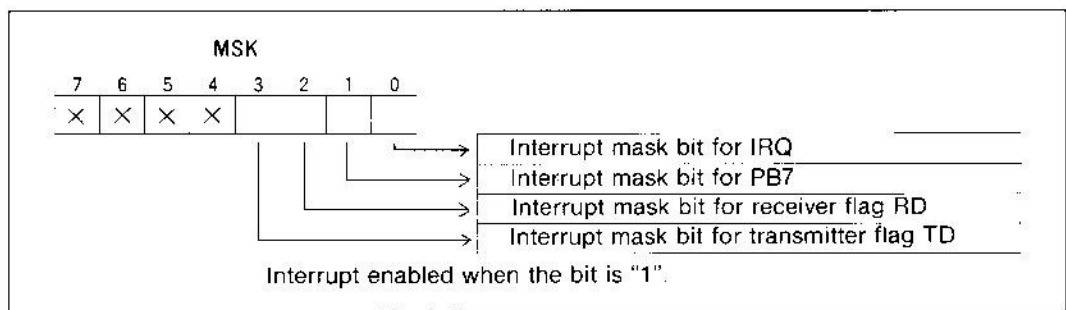 MSK
7 6 5 4 3 2 1 0
× × × ×
Interrupt mask bit for IRQ
Interrupt mask bit for PB7
Interrupt mask bit for receiver flag RD
Interrupt mask bit for transmitter flag TD
Interrupt enabled when the bit is “1”.